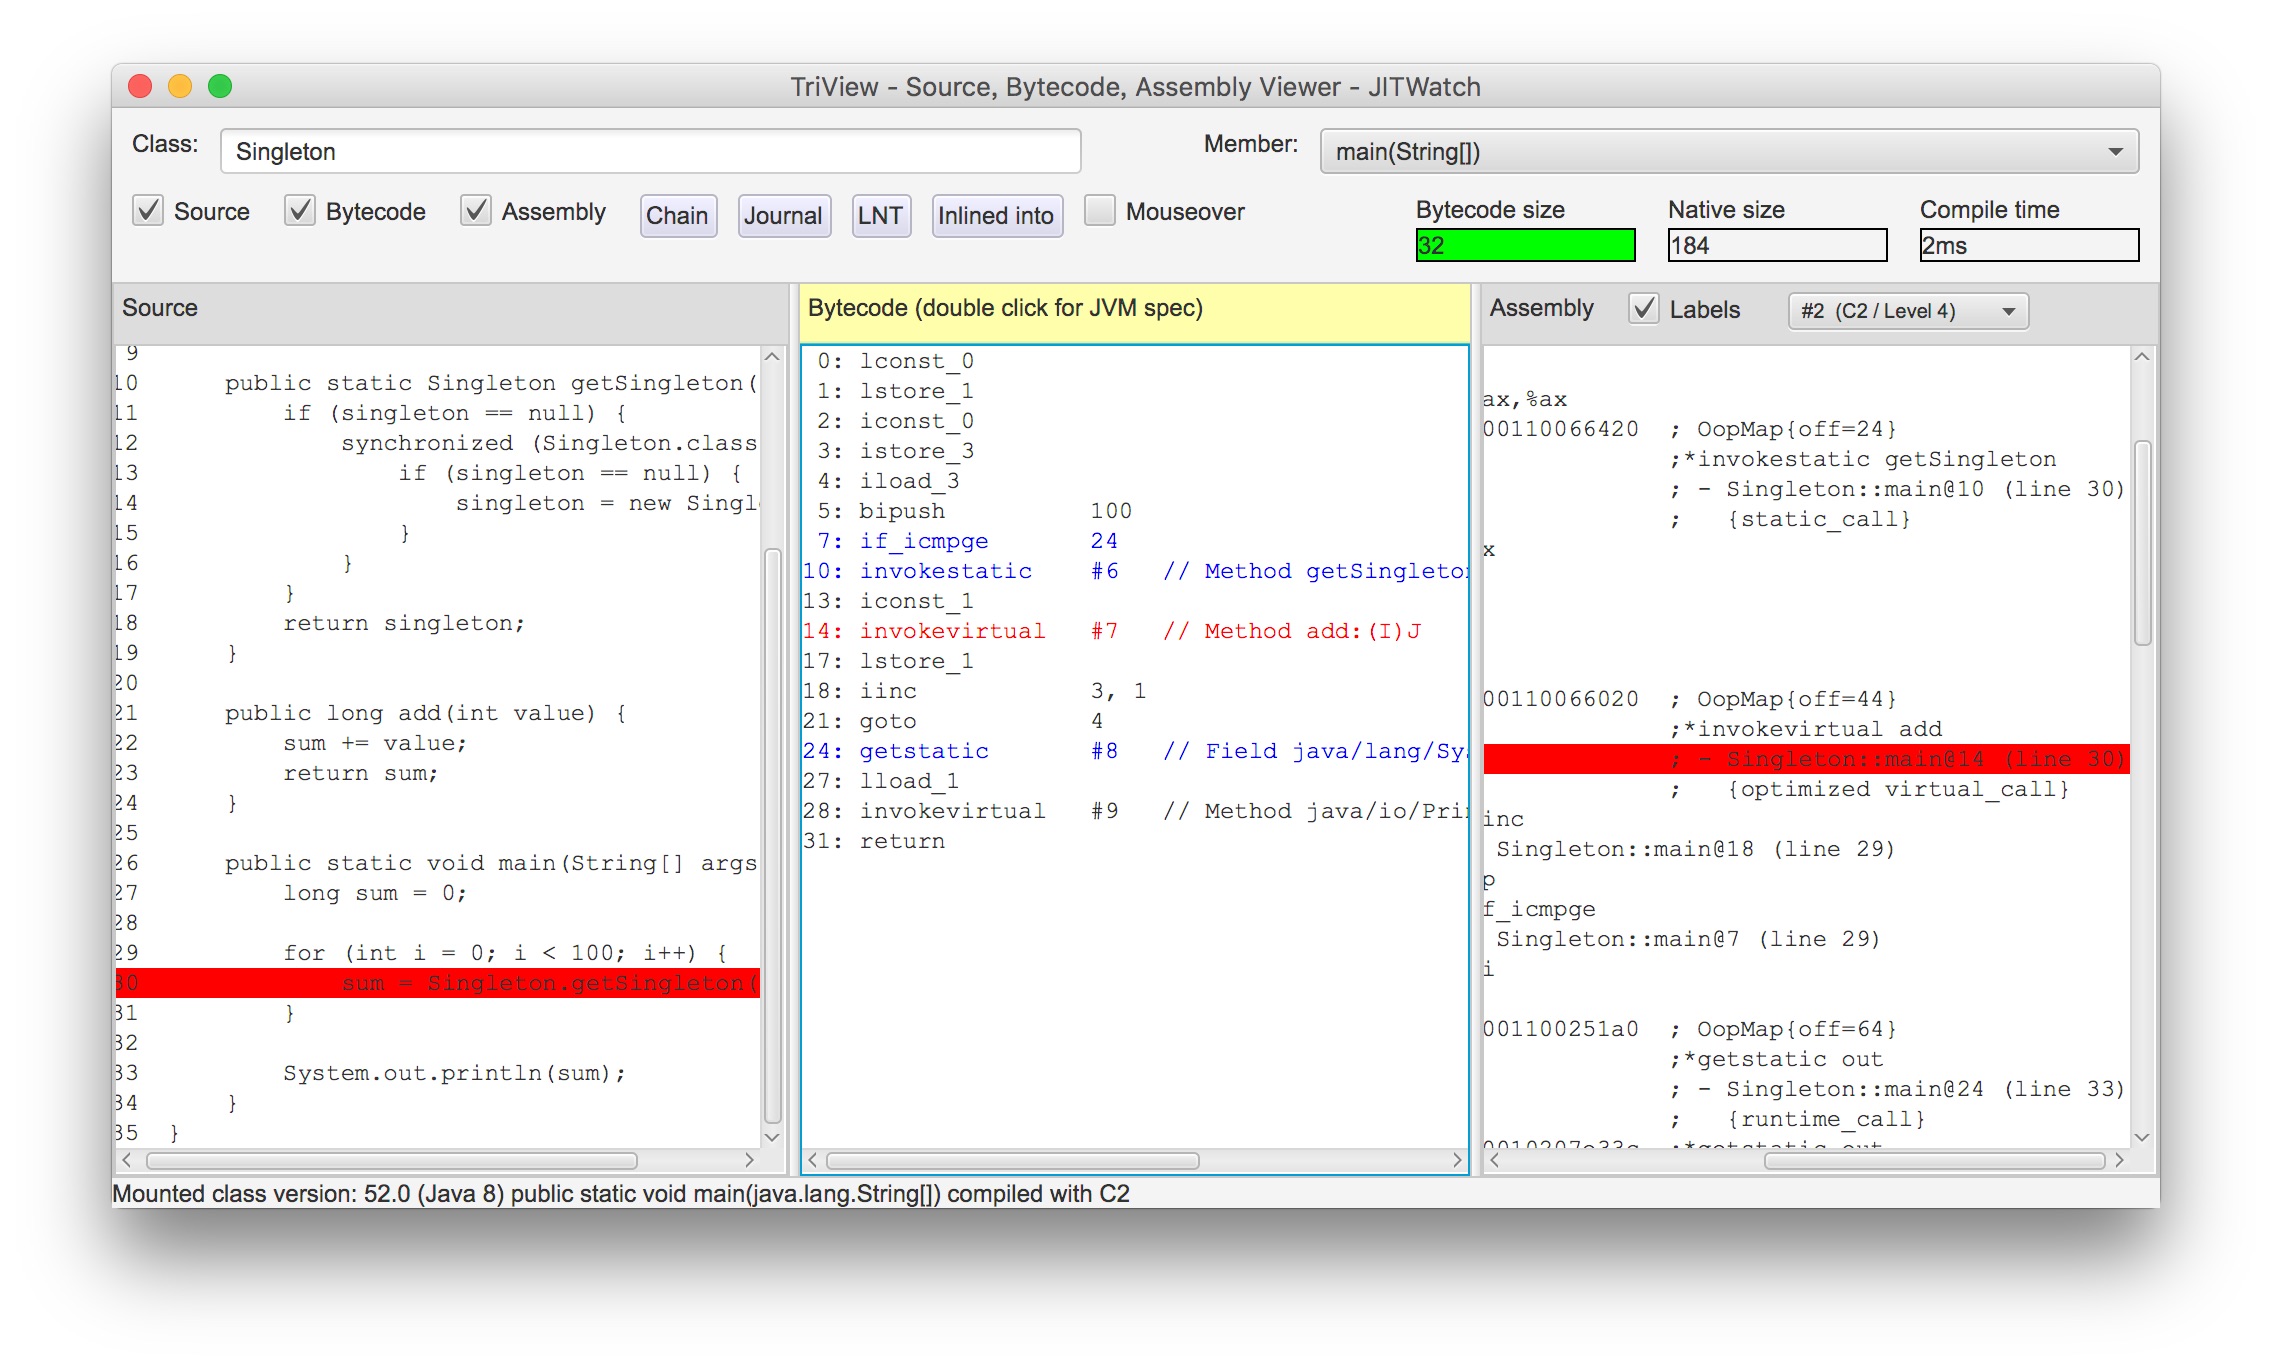 TriView - Source, Bytecode, Assembly Viewer - JITWatch
Class: Singleton Member: main(String[])
Source Bytecode Assembly Chain Journal LNT Inlined into Mouseover
Bytecode size Native size Compile time
32 184 2ms
Source
9
10 public static Singleton getSingleton(
11 if (singleton == null) {
12 synchronized (Singleton.class
13 if (singleton == null) {
14 singleton = new Singl
15 }
16 }
17 }
18 return singleton;
19 }
20
21 public long add(int value) {
22 sum += value;
23 return sum;
24 }
25
26 public static void main(String[] args
27 long sum = 0;
28
29 for (int i = 0; i < 100; i++) {
30 sum = Singleton.getSingleton(
31 }
32
33 System.out.println(sum);
34 }
35 }
Bytecode (double click for JVM spec)
0: lconst_0
1: lstore_1
2: iconst_0
3: istore_3
4: iload_3
5: bipush 100
7: if_icmpge 24
10: invokestatic #6 // Method getSingleto
13: iconst_1
14: invokevirtual #7 // Method add:(I)J
17: lstore_1
18: iinc 3, 1
21: goto 4
24: getstatic #8 // Field java/lang/Sy
27: lload_1
28: invokevirtual #9 // Method java/io/Pri
31: return
Assembly Labels #2 (C2 / Level 4)
ax,%ax
00110066420 ; OopMap{off=24}
;*invokestatic getSingleton
; - Singleton::main@10 (line 30)
; {static_call}
x
00110066020 ; OopMap{off=44}
;*invokevirtual add
; - Singleton::main@14 (line 30)
; {optimized virtual_call}
inc
Singleton::main@18 (line 29)
p
f_icmpge
Singleton::main@7 (line 29)
i
001100251a0 ; OopMap{off=64}
;*getstatic out
; - Singleton::main@24 (line 33)
; {runtime_call}
;*getstatic out
Mounted class version: 52.0 (Java 8) public static void main(java.lang.String[]) compiled with C2